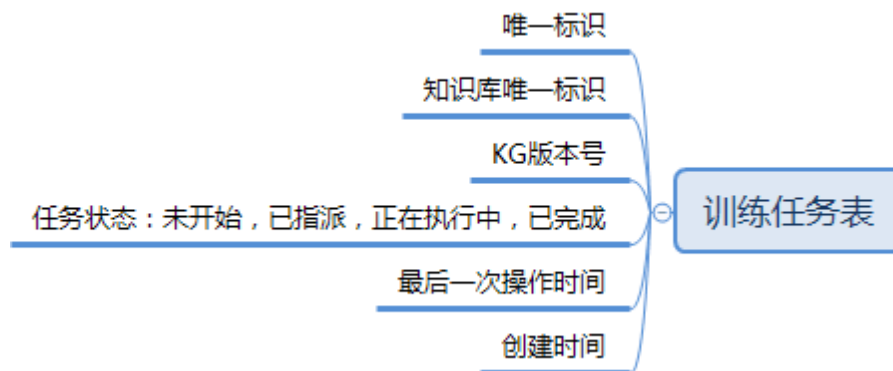 唯一标识
知识库唯一标识
KG版本号
任务状态：未开始，已指派，正在执行中，已完成
训练任务表
最后一次操作时间
创建时间